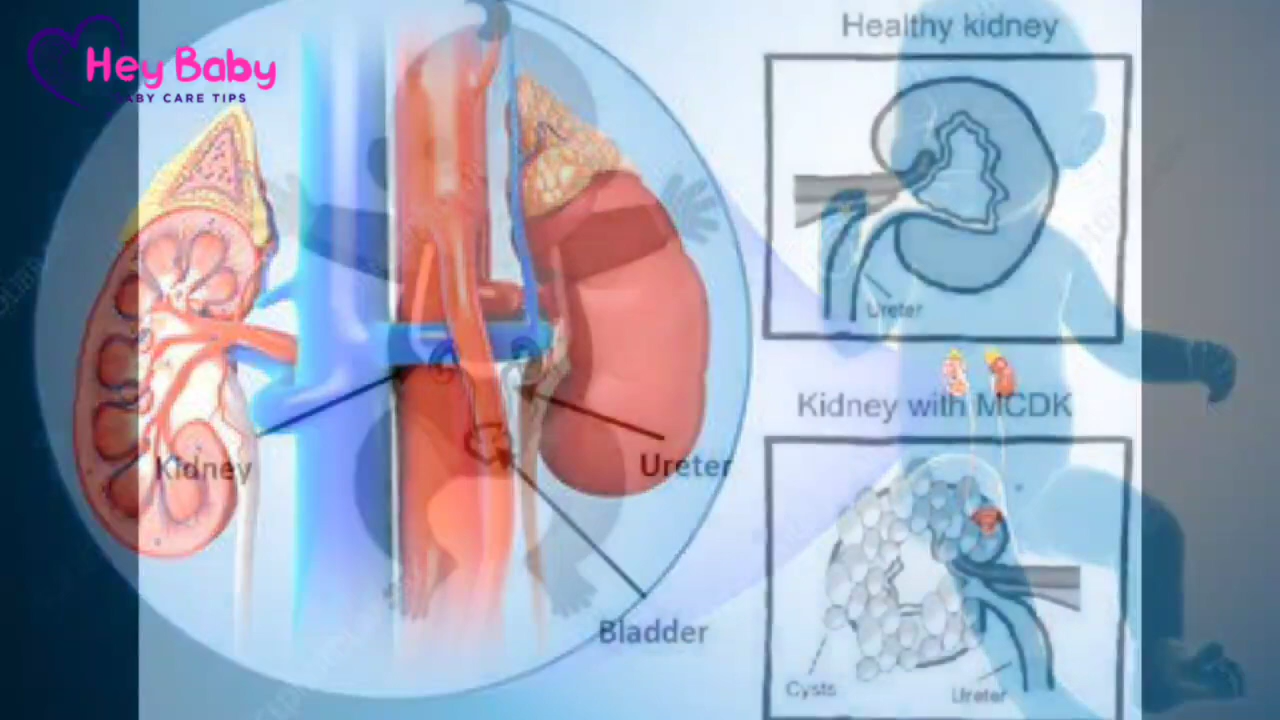 Hey Baby
BABY CARE TIPS
Healthy kidney
Ureter
Kidney with MCDK
Kidney
Ureter
Bladder
Cysts
Ureter